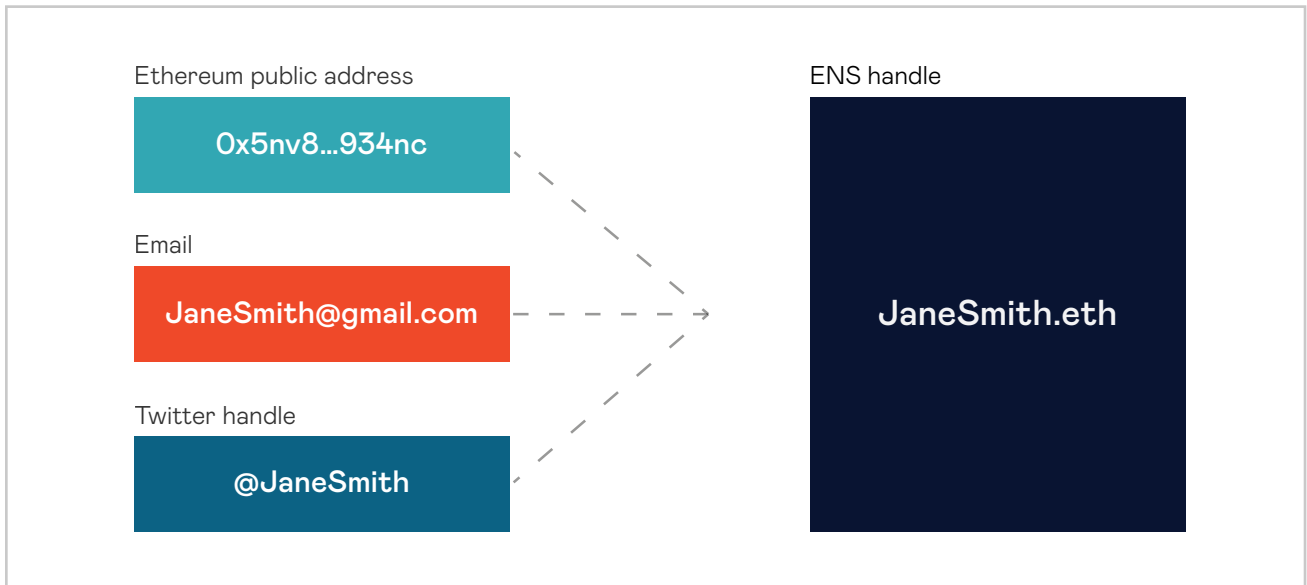 Ethereum public address
0x5nv8...934nc
Email
JaneSmith@gmail.com
Twitter handle
@JaneSmith
ENS handle
JaneSmith.eth